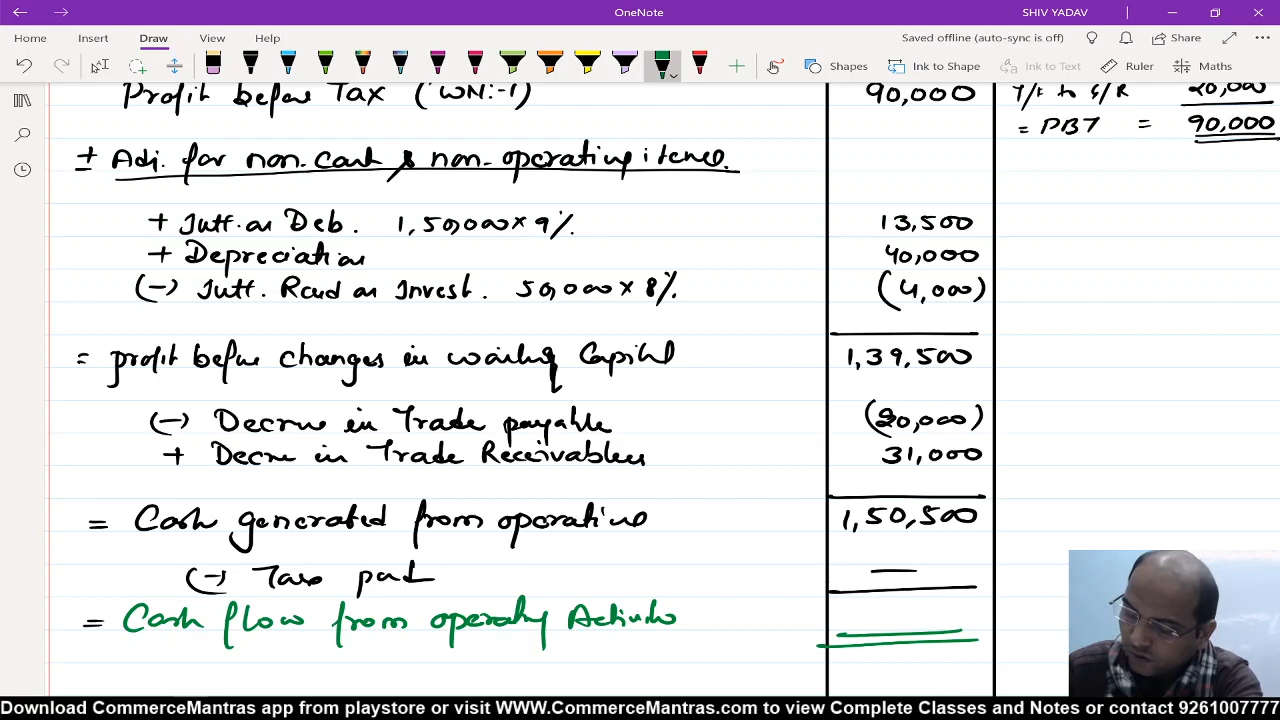 OneNote
SHIV YADAV
Home Insert Draw View Help
Saved offline (auto-sync is off) Share
Shapes Ink to Shape Ink to Text Ruler Maths
Profit before Tax (WN:-1) 90,000
T/f to G/R 20,000
= PBT = 90,000
± Adj. for non-cash & non-operating items.
+ Intt. on Deb. 1,50,000 × 9% 13,500
+ Depreciation 40,000
(-) Intt. Recd on Invest. 50,000 × 8% (4,000)
= profit before changes in working Capital 1,39,500
(-) Decrease in Trade payable (20,000)
+ Decre in Trade Receivables 31,000
= Cash generated from operations 1,50,500
(-) Tax paid —
= Cash flow from operating Activities
Download CommerceMantras app from playstore or visit WWW.CommerceMantras.com to view Complete Classes and Notes or contact 9261007777